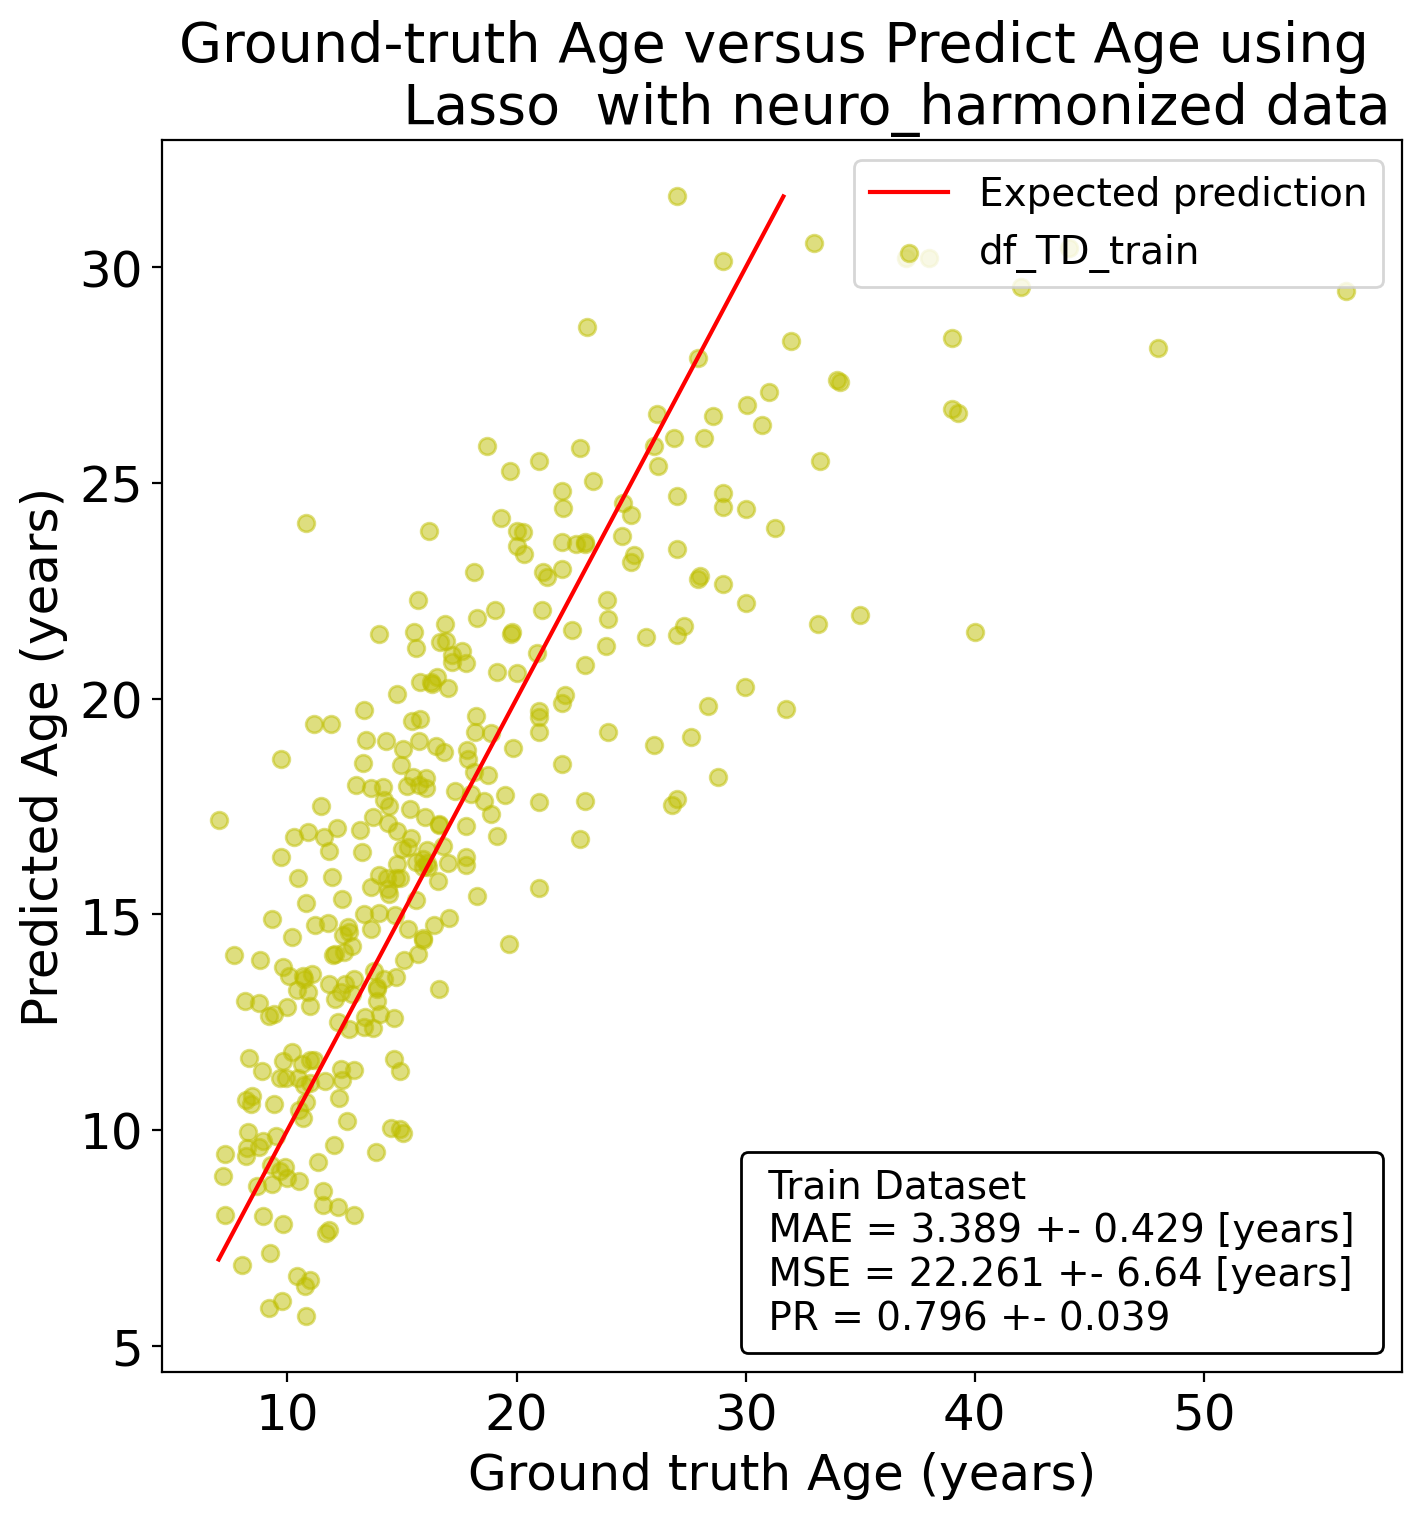 Ground-truth Age versus Predict Age using
Lasso  with neuro_harmonized data
Expected prediction
df_TD_train
30
25
20
15
10
5
Predicted Age (years)
Train Dataset
MAE = 3.389 +- 0.429 [years]
MSE = 22.261 +- 6.64 [years]
PR = 0.796 +- 0.039
10 20 30 40 50
Ground truth Age (years)